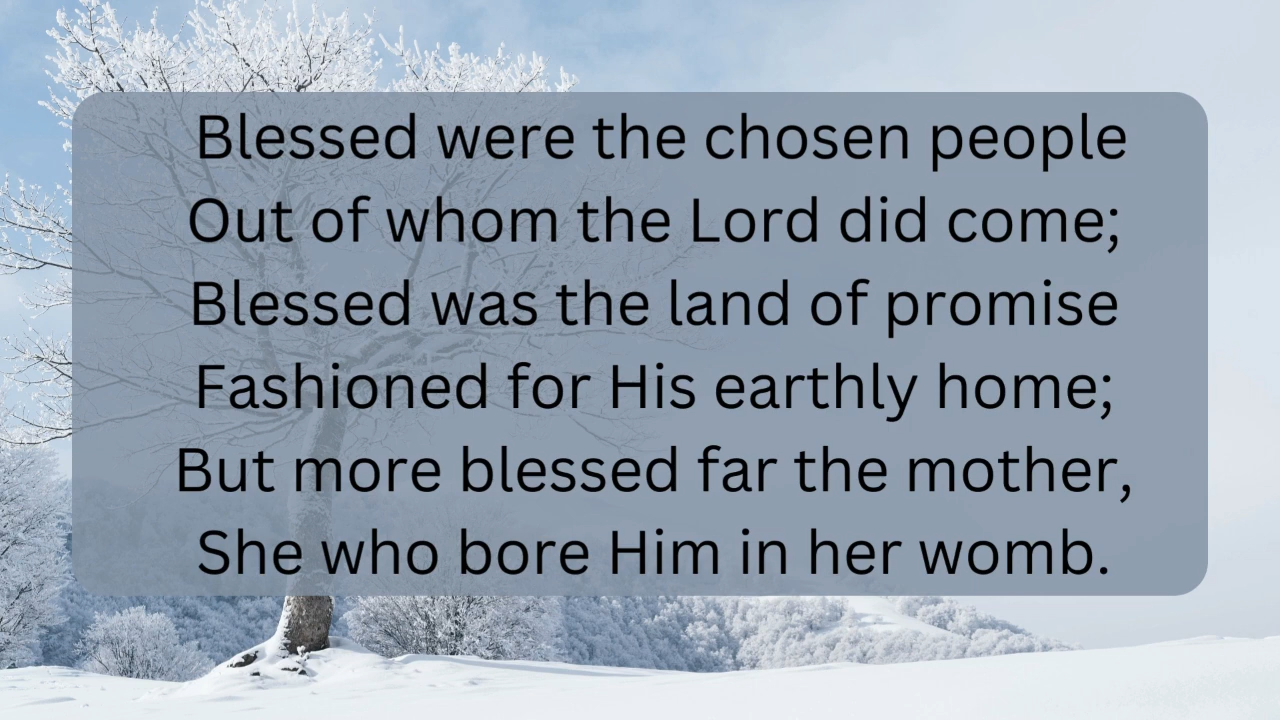 Blessed were the chosen people
Out of whom the Lord did come;
Blessed was the land of promise
Fashioned for His earthly home;
But more blessed far the mother,
She who bore Him in her womb.